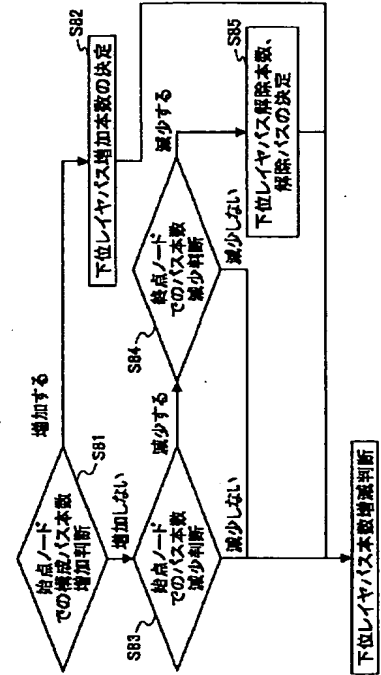 始点ノード
での構成パス本数
増加判断
S81
増加する
下位レイヤパス増加本数の決定
S82
増加しない
始点ノード
でのパス本数
減少判断
S83
減少する
終点ノード
でのパス本数
減少判断
S84
減少する
下位レイヤパス解除本数、
解除パスの決定
S85
減少しない
減少しない
下位レイヤパス本数増減判断